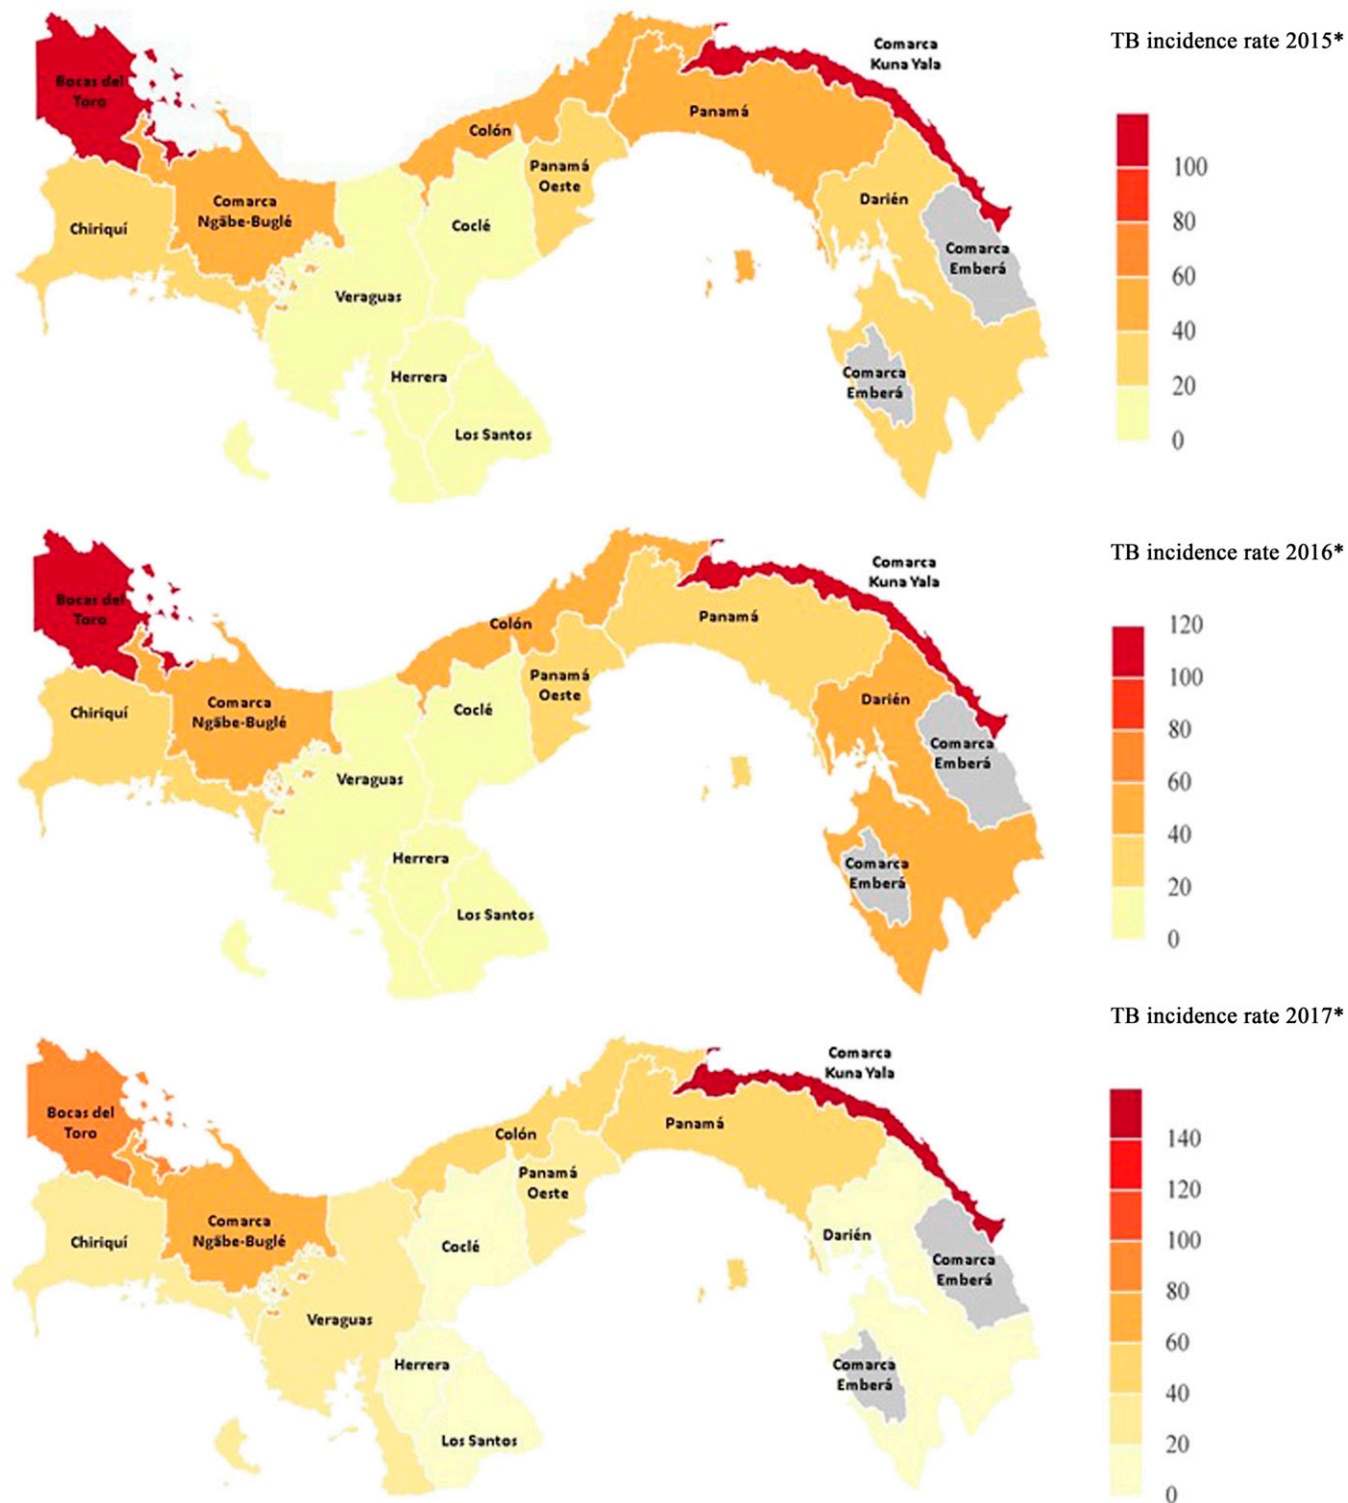 TB incidence rate 2015*
Comarca
Kuna Yala
Bocas del
Toro
Colón
Panamá
Panamá
Oeste
Comarca
Ngäbe-Buglé
Chiriquí
Coclé
Darién
Comarca
Emberá
Veraguas
Herrera
Comarca
Emberá
Los Santos
100
80
60
40
20
0
TB incidence rate 2016*
Comarca
Kuna Yala
Bocas del
Toro
Colón
Panamá
Panamá
Oeste
Comarca
Ngäbe-Buglé
Chiriquí
Coclé
Darién
Comarca
Emberá
Veraguas
Herrera
Comarca
Emberá
Los Santos
120
100
80
60
40
20
0
TB incidence rate 2017*
Comarca
Kuna Yala
Bocas del
Toro
Colón
Panamá
Panamá
Oeste
Comarca
Ngäbe-Buglé
Chiriquí
Coclé
Darién
Comarca
Emberá
Veraguas
Herrera
Comarca
Emberá
Los Santos
140
120
100
80
60
40
20
0